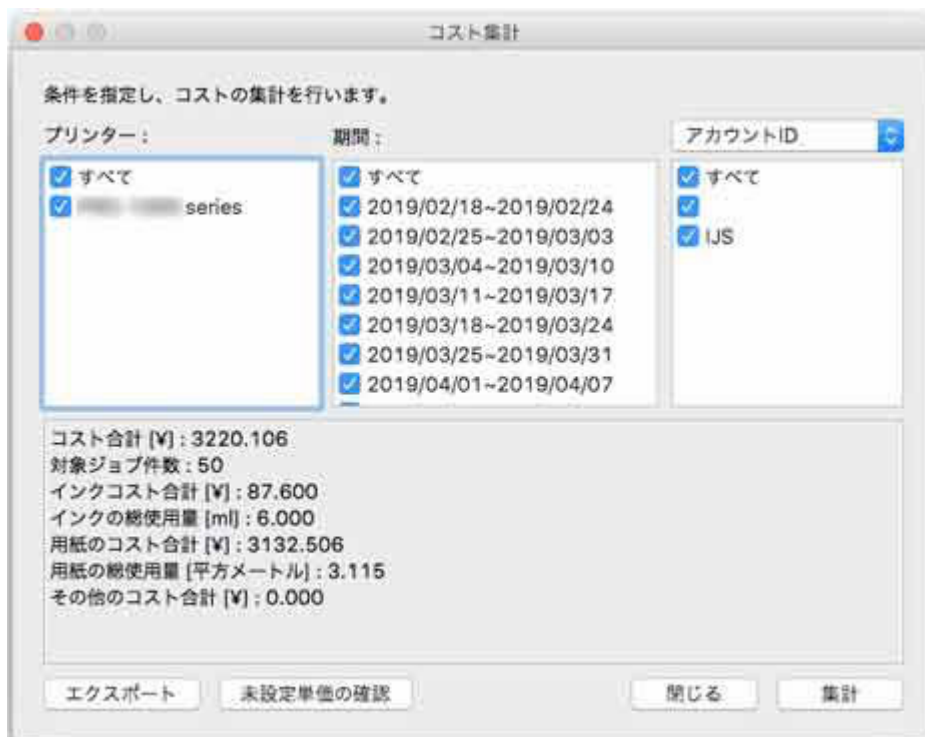 コスト集計
条件を指定し、コストの集計を行います。
プリンター：
期間：
アカウントID
すべて
series
すべて
2019/02/18~2019/02/24
2019/02/25~2019/03/03
2019/03/04~2019/03/10
2019/03/11~2019/03/17
2019/03/18~2019/03/24
2019/03/25~2019/03/31
2019/04/01~2019/04/07
すべて
IJS
コスト合計 [¥] : 3220.106
対象ジョブ件数 : 50
インクコスト合計 [¥] : 87.600
インクの総使用量 [ml] : 6.000
用紙のコスト合計 [¥] : 3132.506
用紙の総使用量 [平方メートル] : 3.115
その他のコスト合計 [¥] : 0.000
エクスポート
未設定単価の確認
閉じる
集計